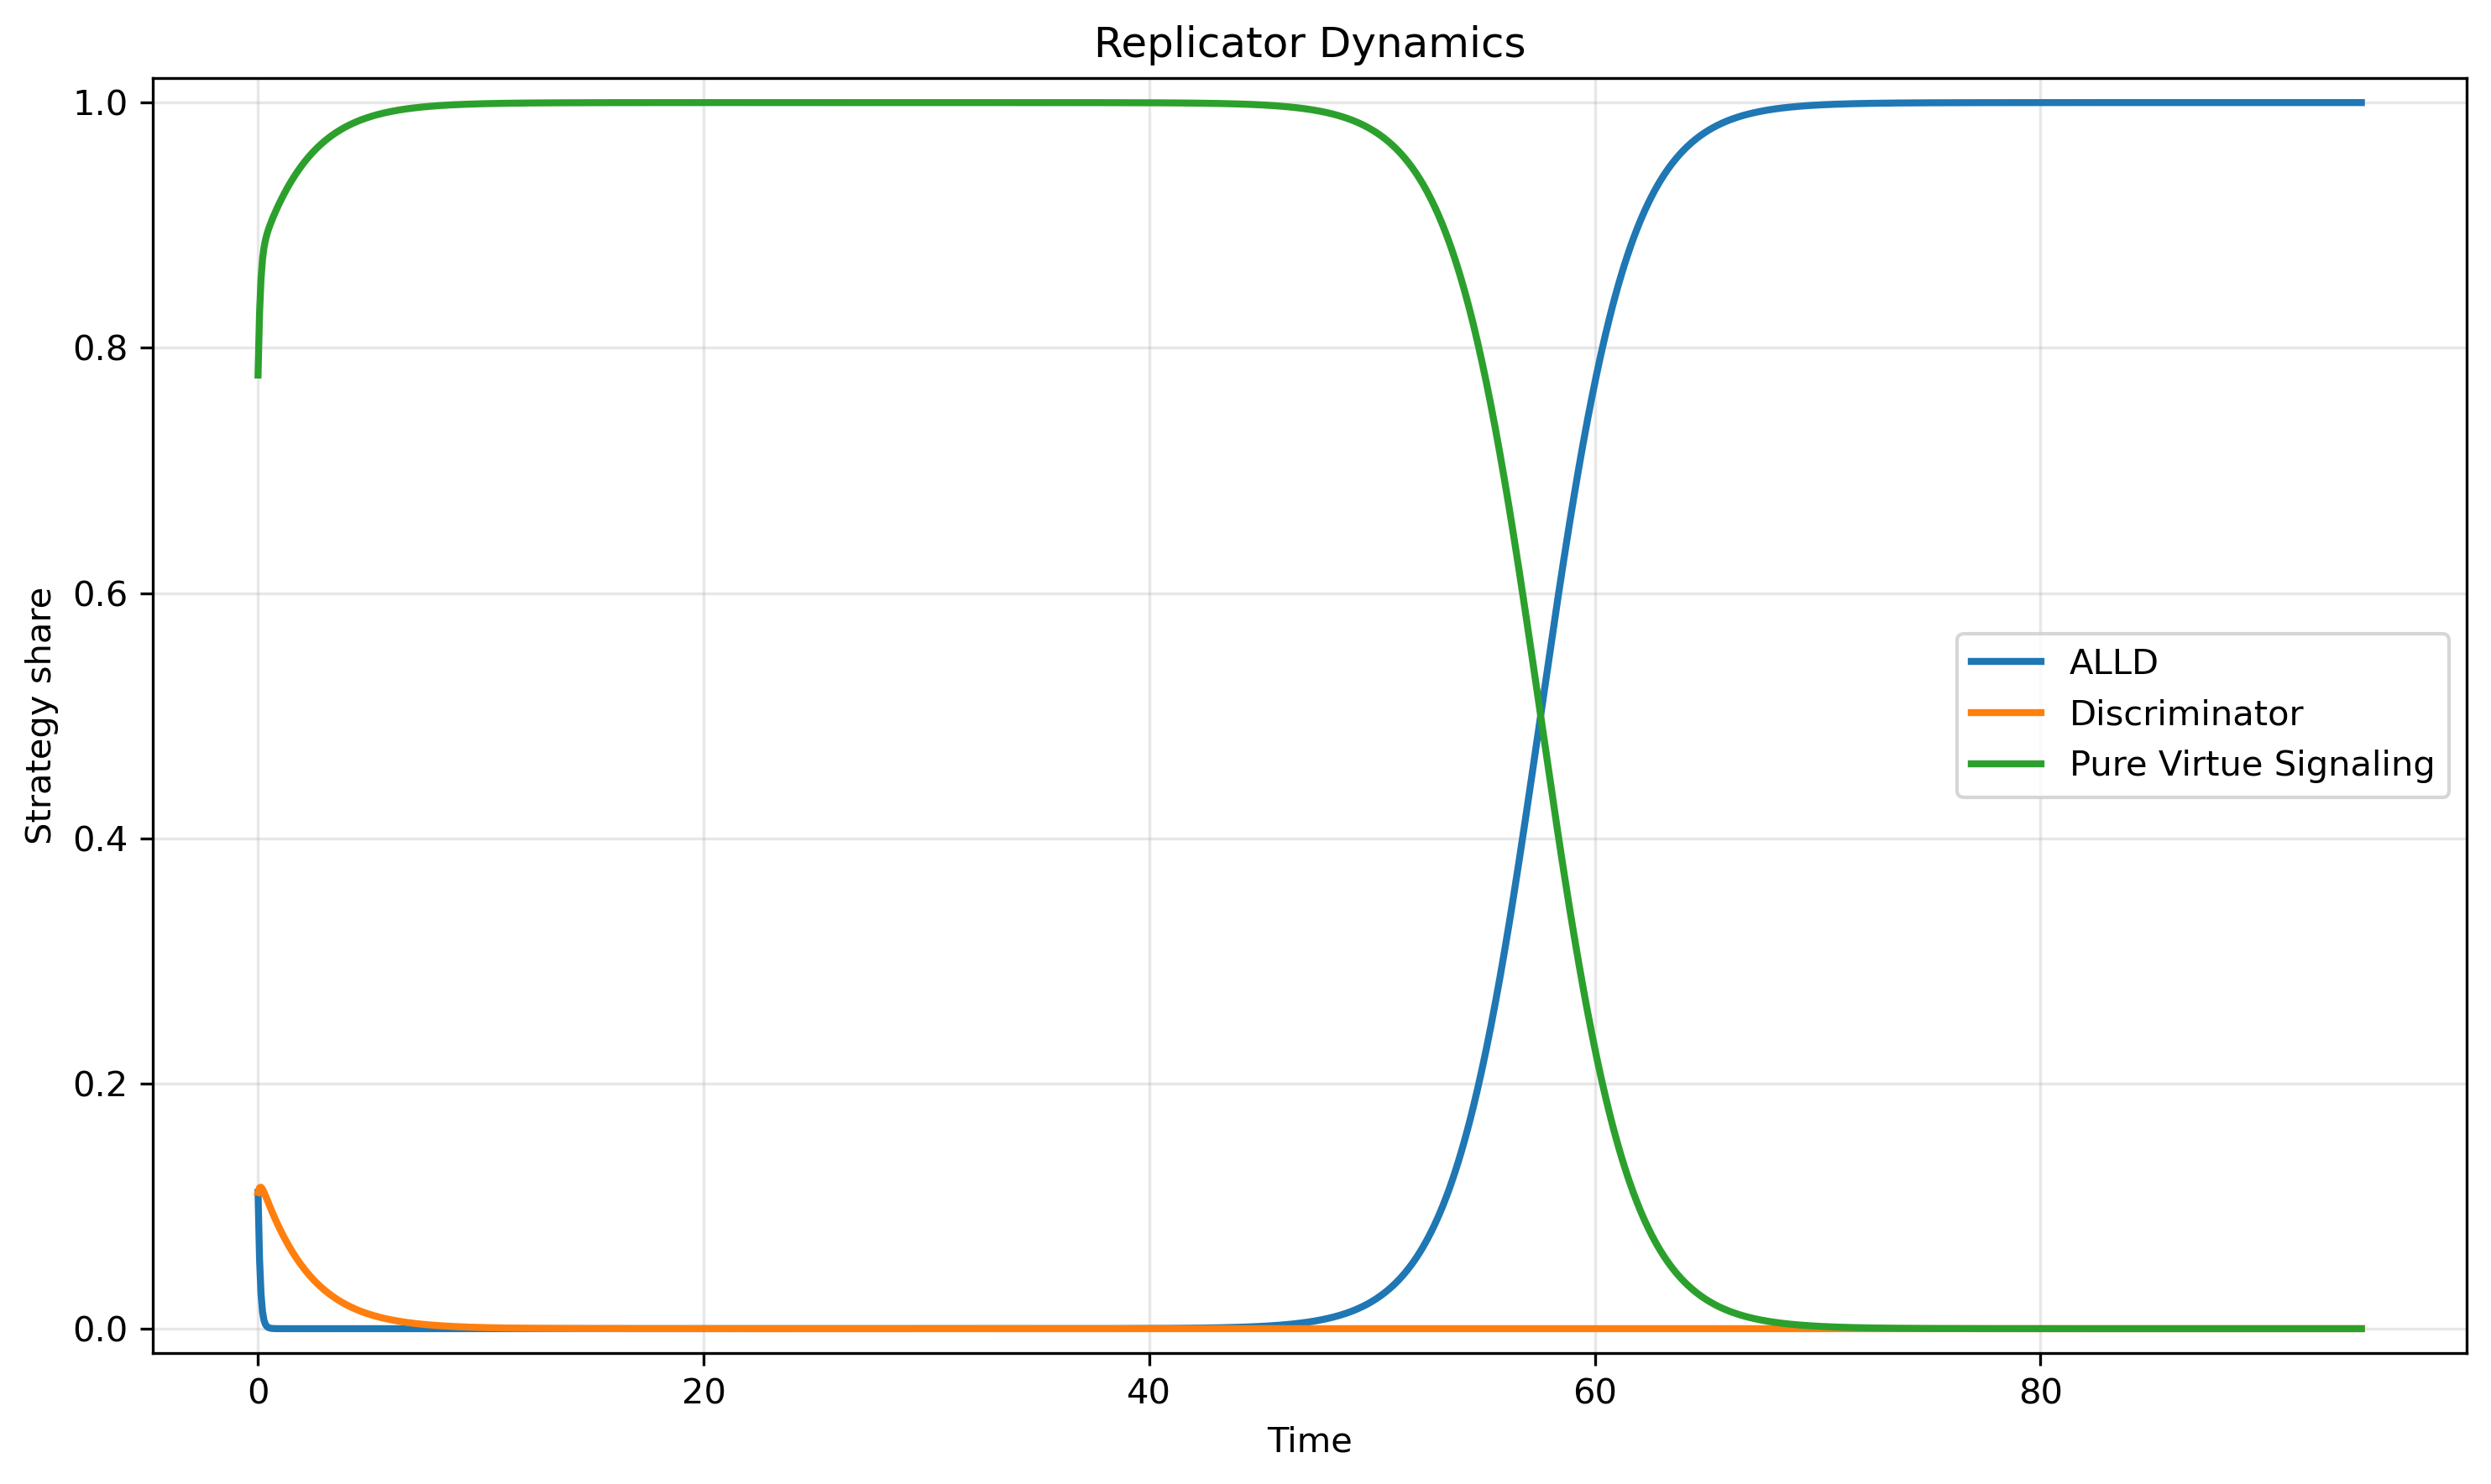 Replicator Dynamics
Strategy share
1.0
0.8
0.6
0.4
0.2
0.0
ALLD
Discriminator
Pure Virtue Signaling
0
20
40
60
80
Time